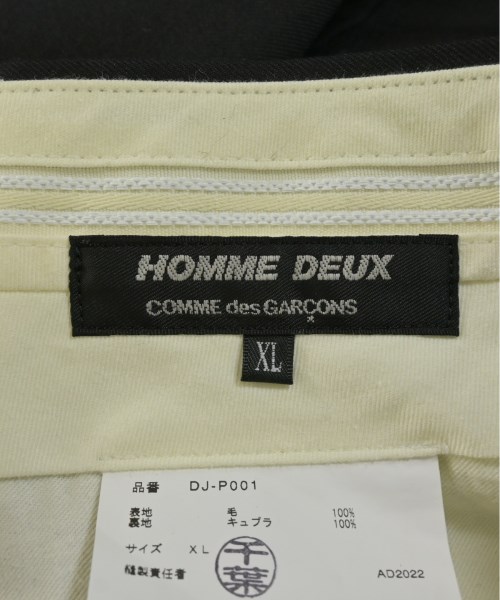 HOMME DEUX
COMME des GARÇONS
XL
品番 DJ-P001
表地 毛 100%
裏地 キュプラ 100%
サイズ XL
千葉
縫製責任者 AD2022